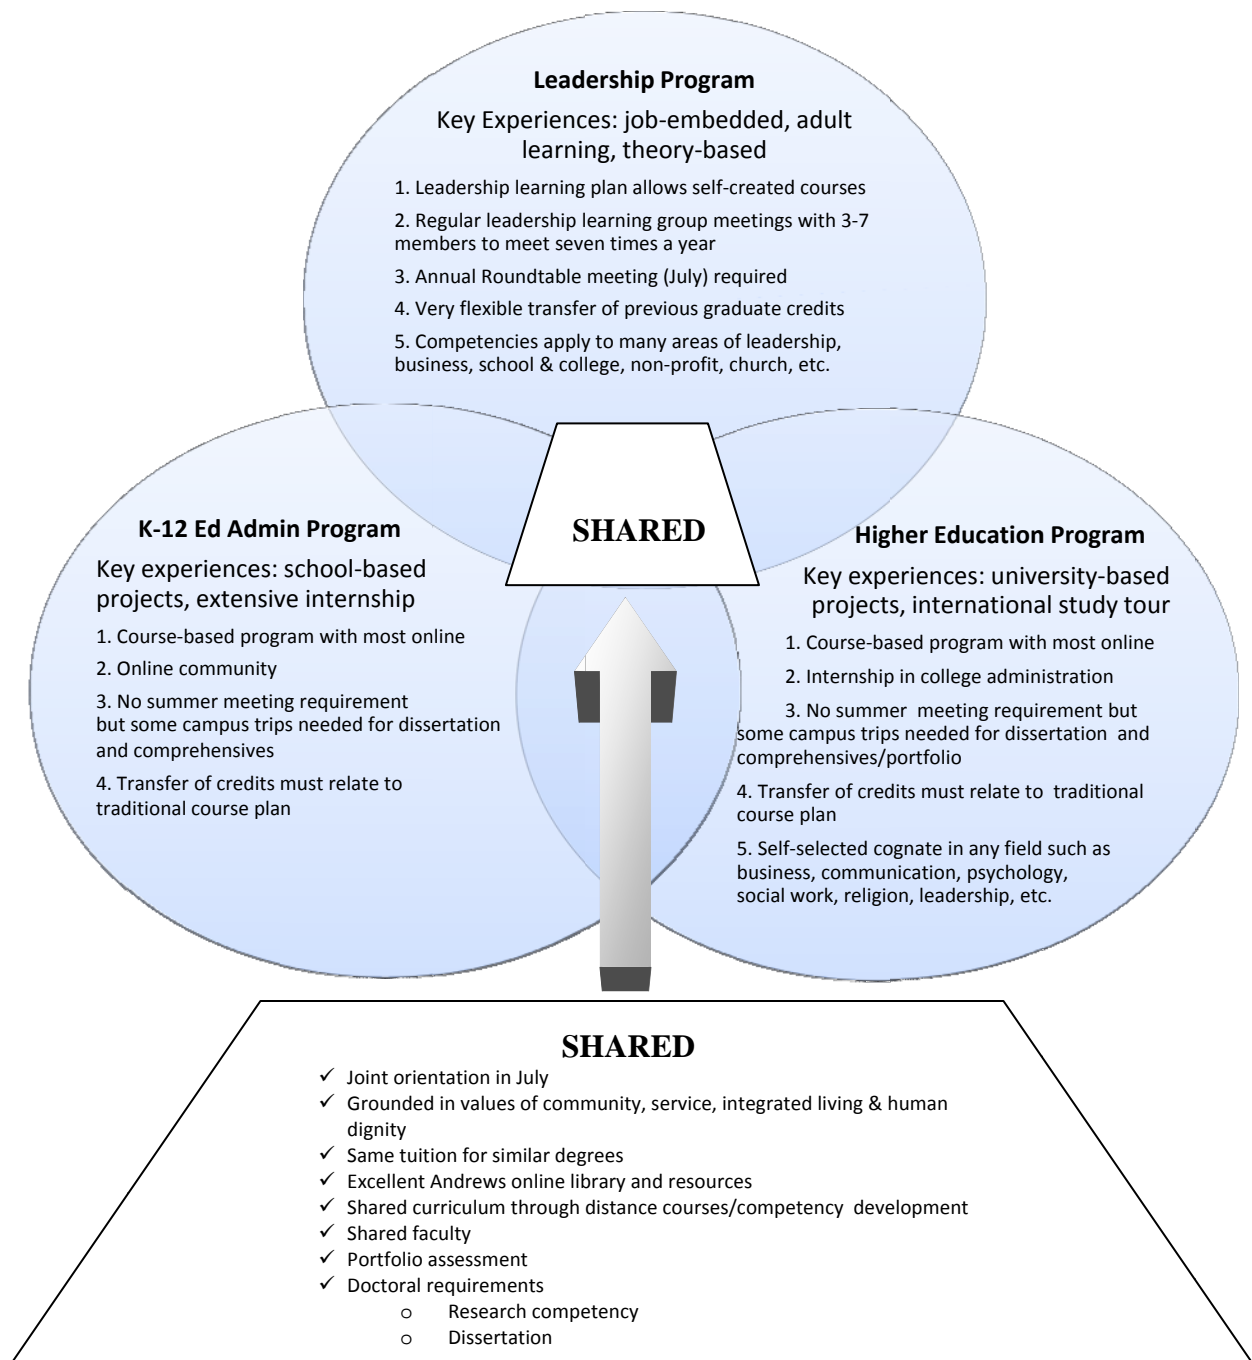 Leadership Program
Key Experiences: job-embedded, adult
learning, theory-based
1. Leadership learning plan allows self-created courses
2. Regular leadership learning group meetings with 3-7
members to meet seven times a year
3. Annual Roundtable meeting (July) required
4. Very flexible transfer of previous graduate credits
5. Competencies apply to many areas of leadership,
business, school & college, non-profit, church, etc.
SHARED
K-12 Ed Admin Program
Key experiences: school-based
projects, extensive internship
1. Course-based program with most online
2. Online community
3. No summer meeting requirement
but some campus trips needed for dissertation
and comprehensives
4. Transfer of credits must relate to
traditional course plan
Higher Education Program
Key experiences: university-based
projects, international study tour
1. Course-based program with most online
2. Internship in college administration
3. No summer meeting requirement but
some campus trips needed for dissertation and
comprehensives/portfolio
4. Transfer of credits must relate to traditional
course plan
5. Self-selected cognate in any field such as
business, communication, psychology,
social work, religion, leadership, etc.
SHARED
✓ Joint orientation in July
✓ Grounded in values of community, service, integrated living & human
dignity
✓ Same tuition for similar degrees
✓ Excellent Andrews online library and resources
✓ Shared curriculum through distance courses/competency development
✓ Shared faculty
✓ Portfolio assessment
✓ Doctoral requirements
o Research competency
o Dissertation